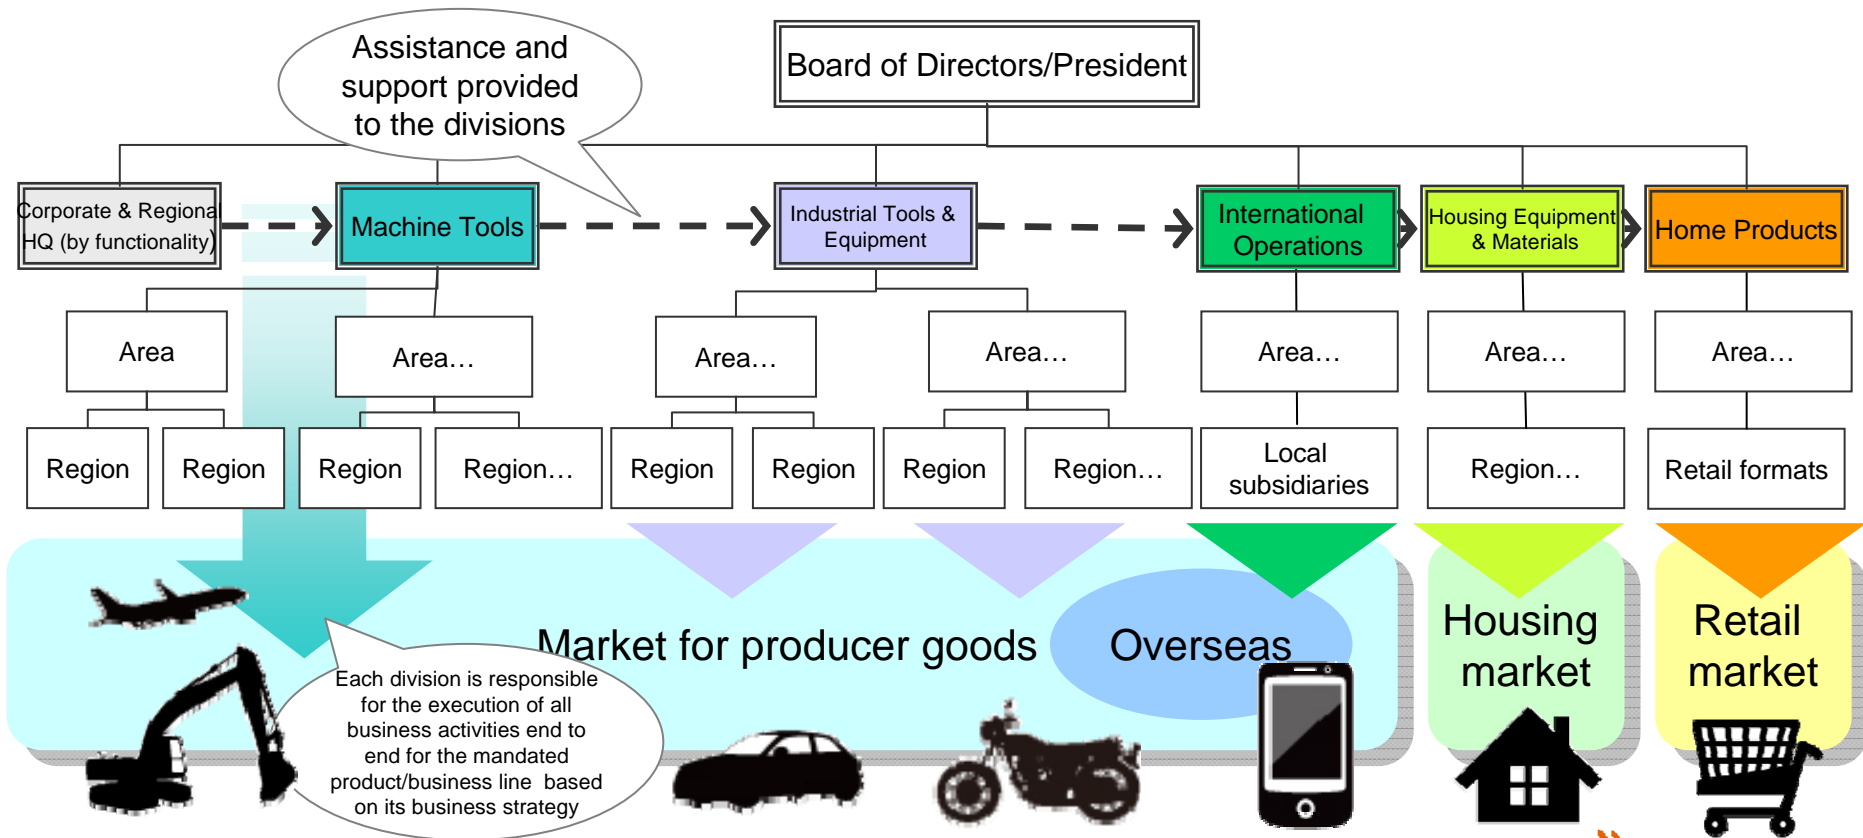 Assistance and
support provided
to the divisions
Board of Directors/President
Corporate & Regional
HQ (by functionality)
Machine Tools
Industrial Tools &
Equipment
International
Operations
Housing Equipment
& Materials
Home Products
Area
Area…
Area…
Area…
Area…
Area…
Area…
Region
Region
Region
Region…
Region
Region
Region
Region…
Local
subsidiaries
Region…
Retail formats
Market for producer goods
Overseas
Housing
market
Retail
market
Each division is responsible
for the execution of all
business activities end to
end for the mandated
product/business line based
on its business strategy